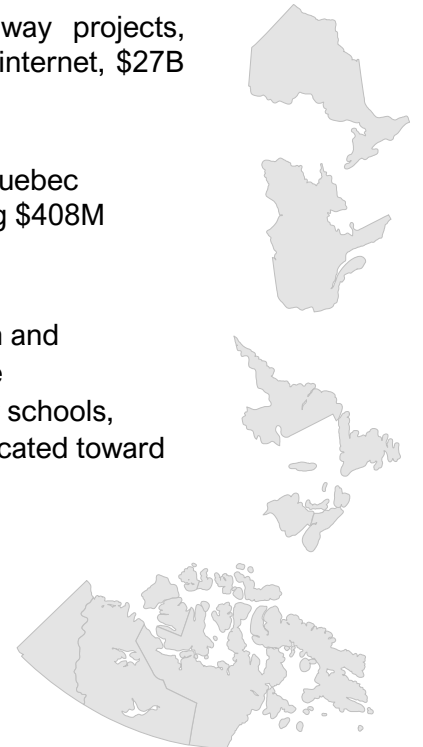 way projects,
internet, $27B
uebec
g $408M
n and
e
schools,
cated toward